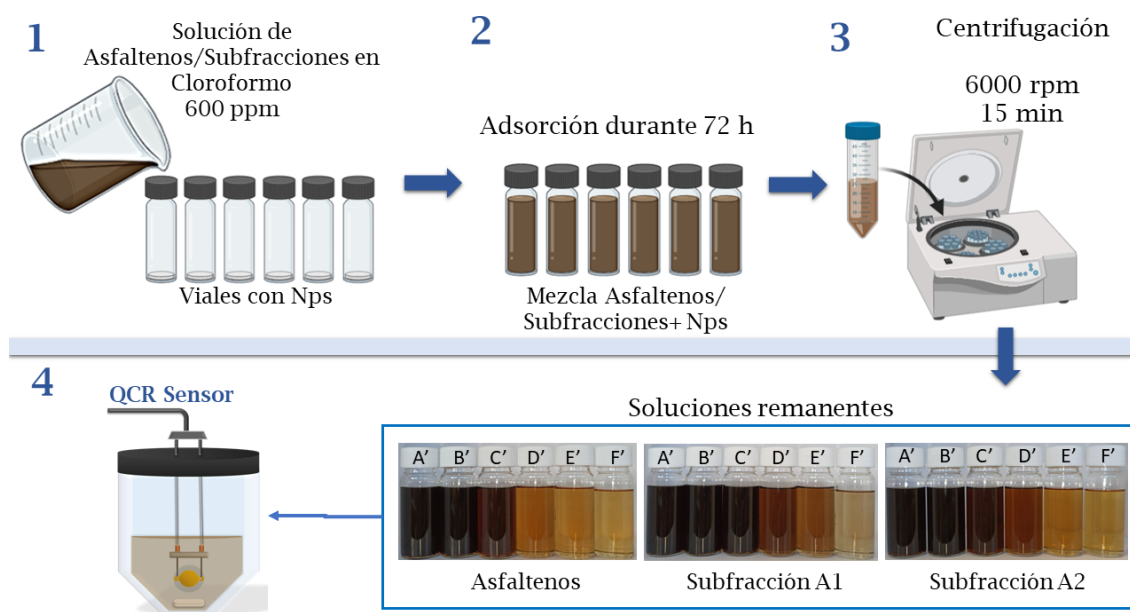 1
Solución de
Asfaltenos/Subfracciones en
Cloroformo
600 ppm
Viales con Nps
2
Adsorción durante 72 h
Mezcla Asfaltenos/
Subfracciones+ Nps
3
Centrifugación
6000 rpm
15 min
4
QCR Sensor
Soluciones remanentes
A’ B’ C’ D’ E’ F’
Asfaltenos
A’ B’ C’ D’ E’ F’
Subfracción A1
A’ B’ C’ D’ E’ F’
Subfracción A2